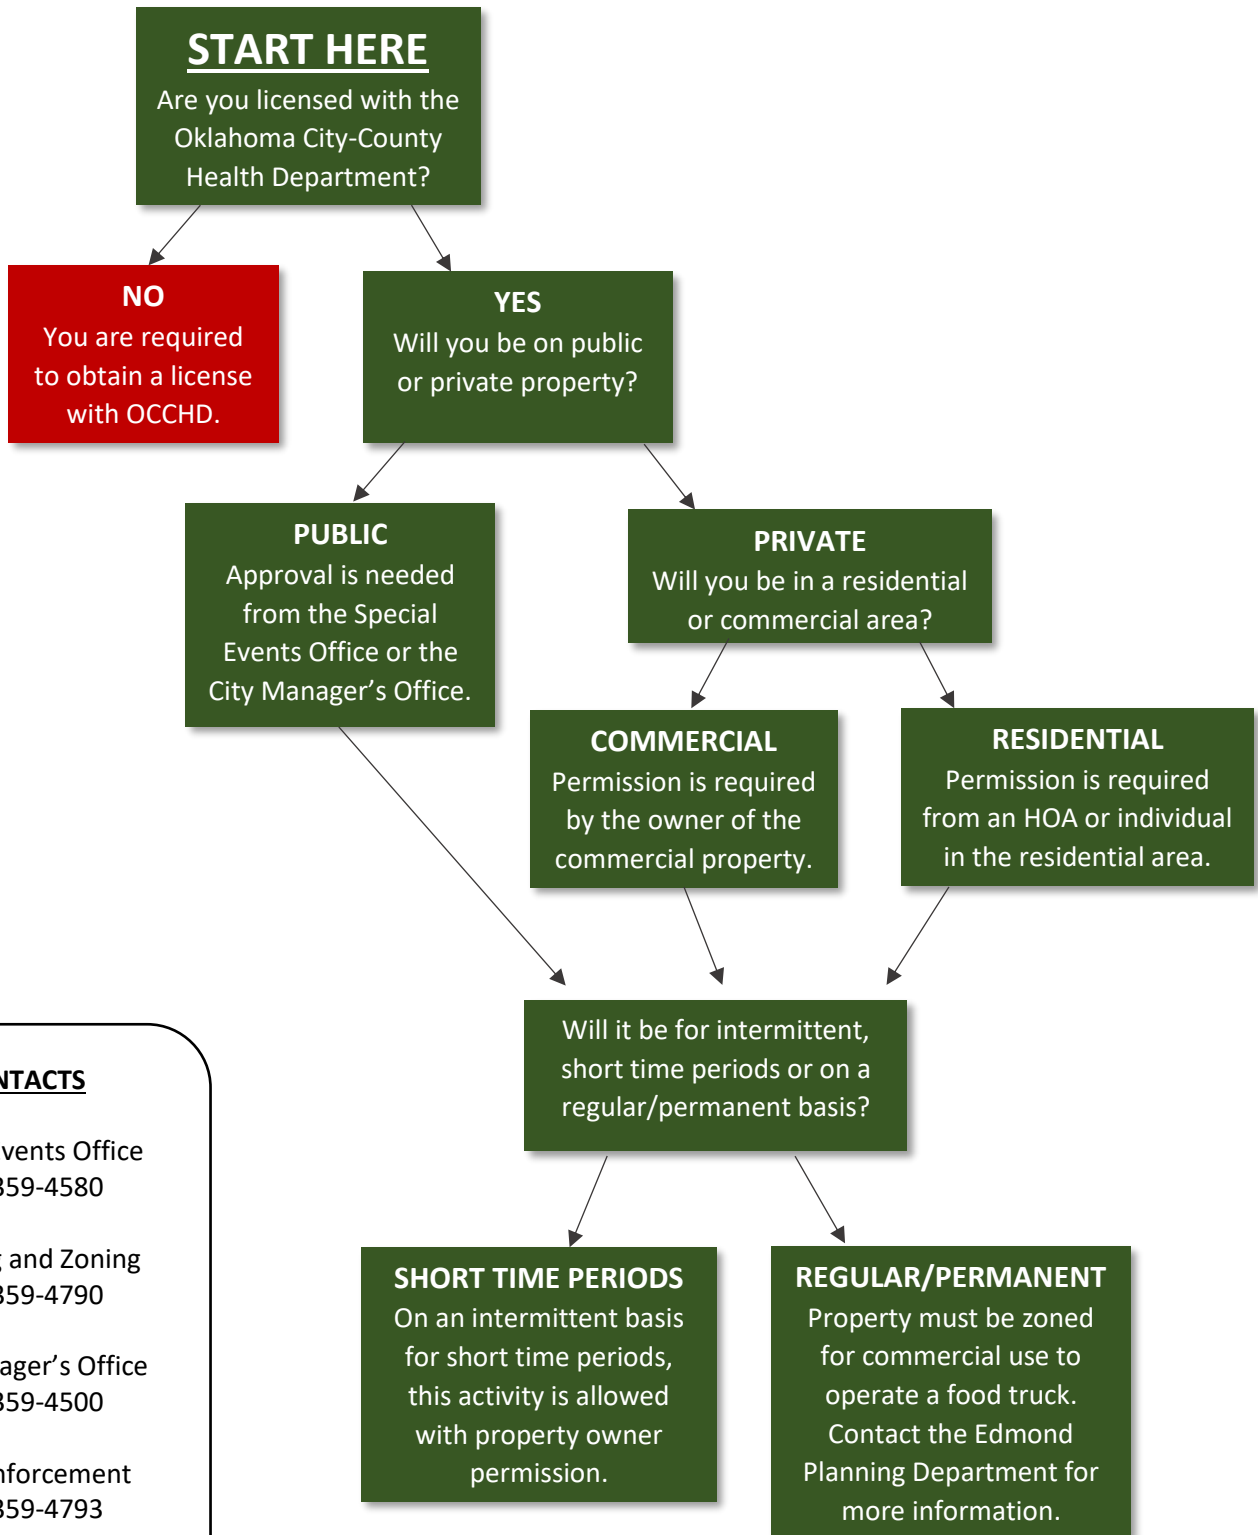 START HERE
Are you licensed with the
Oklahoma City-County
Health Department?
NO
You are required
to obtain a license
with OCCHD.
YES
Will you be on public
or private property?
PUBLIC
Approval is needed
from the Special
Events Office or the
City Manager's Office.
PRIVATE
Will you be in a residential
or commercial area?
COMMERCIAL
Permission is required
by the owner of the
commercial property.
RESIDENTIAL
Permission is required
from an HOA or individual
in the residential area.
Will it be for intermittent,
short time periods or on a
regular/permanent basis?
SHORT TIME PERIODS
On an intermittent basis
for short time periods,
this activity is allowed
with property owner
permission.
REGULAR/PERMANENT
Property must be zoned
for commercial use to
operate a food truck.
Contact the Edmond
Planning Department for
more information.
NTACTS
vents Office
359-4580
g and Zoning
359-4790
ager's Office
359-4500
nforcement
359-4793